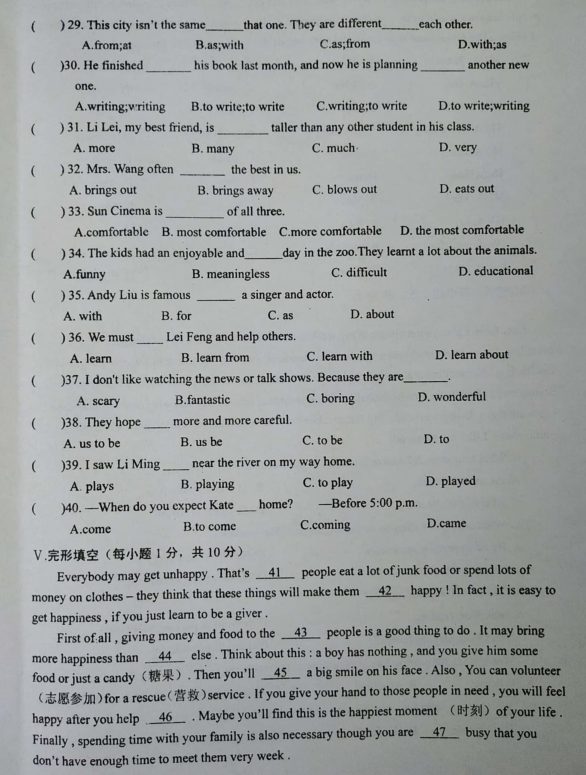 ( ) 29. This city isn't the same______that one. They are different______each other.
A.from;at B.as;with C.as;from D.with;as
( )30. He finished ______ his book last month, and now he is planning ______ another new
one.
A.writing;writing B.to write;to write C.writing;to write D.to write;writing
( ) 31. Li Lei, my best friend, is ______ taller than any other student in his class.
A. more B. many C. much D. very
( ) 32. Mrs. Wang often ______ the best in us.
A. brings out B. brings away C. blows out D. eats out
( ) 33. Sun Cinema is ______ of all three.
A.comfortable B. most comfortable C.more comfortable D. the most comfortable
( ) 34. The kids had an enjoyable and______day in the zoo.They learnt a lot about the animals.
A.funny B. meaningless C. difficult D. educational
( ) 35. Andy Liu is famous ______ a singer and actor.
A. with B. for C. as D. about
( ) 36. We must ____ Lei Feng and help others.
A. learn B. learn from C. learn with D. learn about
( )37. I don't like watching the news or talk shows. Because they are______.
A. scary B.fantastic C. boring D. wonderful
( )38. They hope ____ more and more careful.
A. us to be B. us be C. to be D. to
( )39. I saw Li Ming ____ near the river on my way home.
A. plays B. playing C. to play D. played
( )40. —When do you expect Kate ___ home? —Before 5:00 p.m.
A.come B.to come C.coming D.came
Ⅴ.完形填空（每小题 1 分，共 10 分）
Everybody may get unhappy . That's __41__ people eat a lot of junk food or spend lots of
money on clothes – they think that these things will make them __42__ happy ! In fact , it is easy to
get happiness , if you just learn to be a giver .
First of all , giving money and food to the __43__ people is a good thing to do . It may bring
more happiness than __44__ else . Think about this : a boy has nothing , and you give him some
food or just a candy（糖果）. Then you'll __45__ a big smile on his face . Also , You can volunteer
（志愿参加)for a rescue(营救)service . If you give your hand to those people in need , you will feel
happy after you help __46__ . Maybe you'll find this is the happiest moment （时刻）of your life .
Finally , spending time with your family is also necessary though you are __47__ busy that you
don't have enough time to meet them very week .